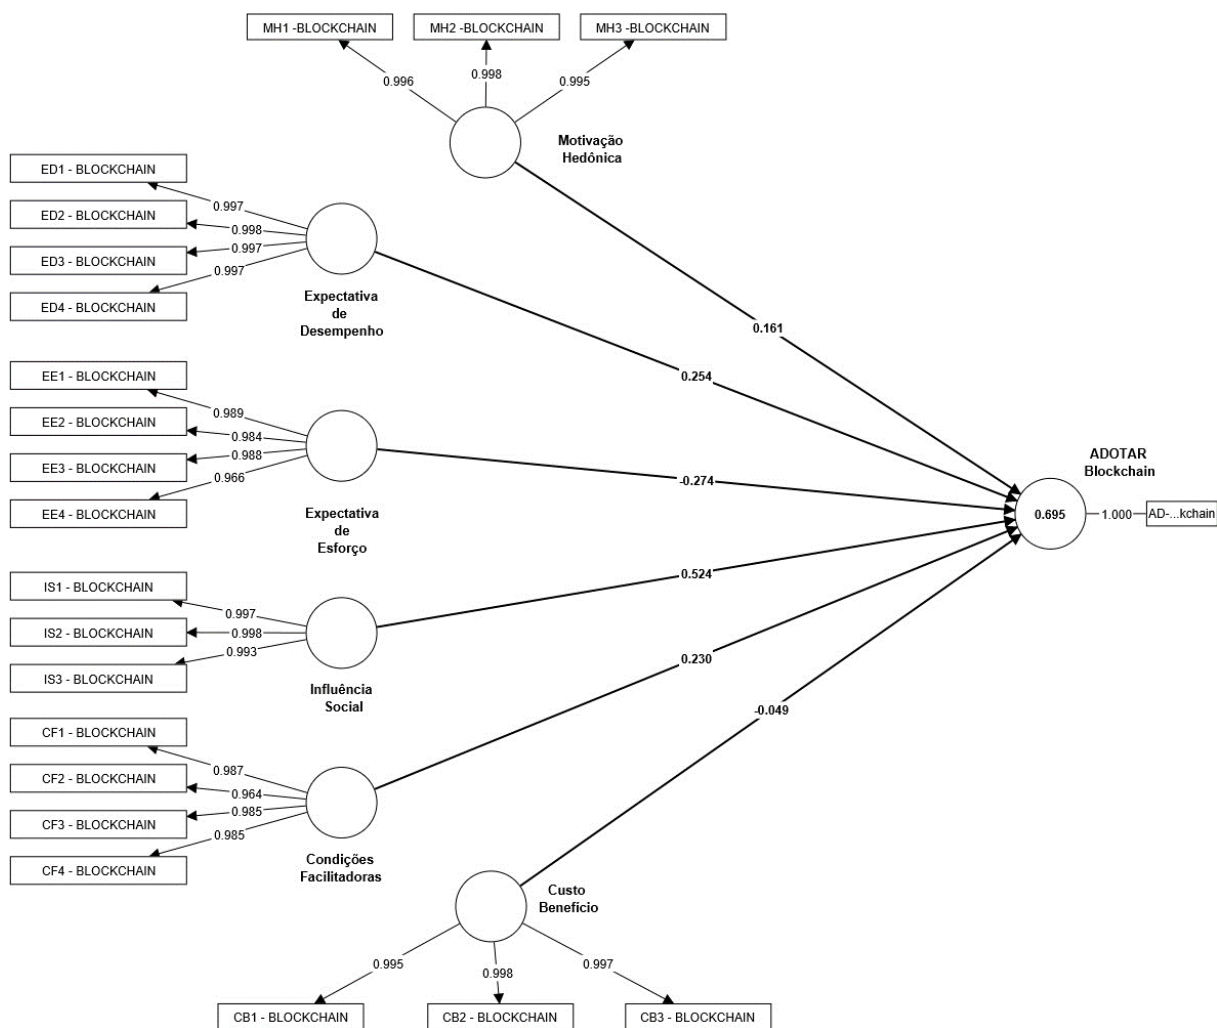 MH1 -BLOCKCHAIN
MH2 -BLOCKCHAIN
MH3 -BLOCKCHAIN
0.996
0.998
0.995
Motivação
Hedônica
ED1 - BLOCKCHAIN
ED2 - BLOCKCHAIN
ED3 - BLOCKCHAIN
ED4 - BLOCKCHAIN
0.997
0.998
0.997
0.997
Expectativa
de
Desempenho
EE1 - BLOCKCHAIN
EE2 - BLOCKCHAIN
EE3 - BLOCKCHAIN
EE4 - BLOCKCHAIN
0.989
0.984
0.988
0.966
Expectativa
de
Esforço
IS1 - BLOCKCHAIN
IS2 - BLOCKCHAIN
IS3 - BLOCKCHAIN
0.997
0.998
0.993
Influência
Social
CF1 - BLOCKCHAIN
CF2 - BLOCKCHAIN
CF3 - BLOCKCHAIN
CF4 - BLOCKCHAIN
0.987
0.964
0.985
0.985
Condições
Facilitadoras
Custo
Benefício
0.995
0.998
0.997
CB1 - BLOCKCHAIN
CB2 - BLOCKCHAIN
CB3 - BLOCKCHAIN
0.161
0.254
-0.274
0.524
0.230
-0.049
ADOTAR
Blockchain
0.695
1.000
AD-...kchain